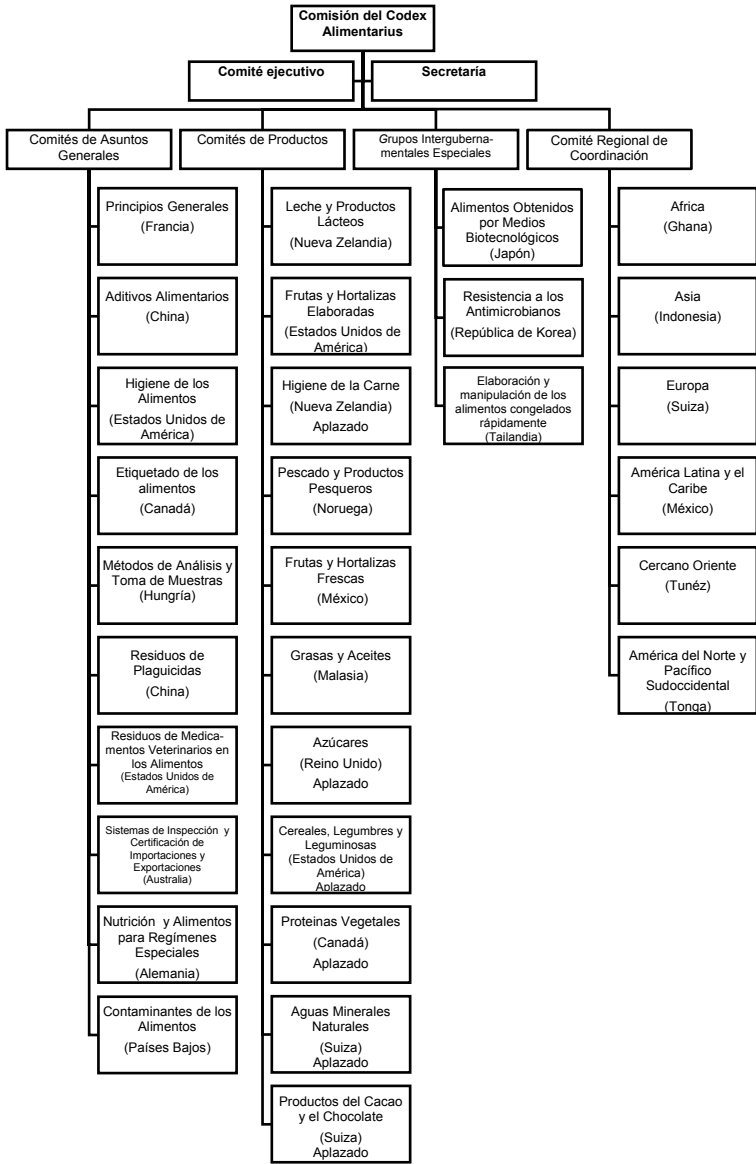 Comisión del Codex
Alimentarius
Comité ejecutivo
Secretaría
Comités de Asuntos
Generales
Comités de Productos
Grupos Interguberna-
mentales Especiales
Comité Regional de
Coordinación
Principios Generales
(Francia)
Aditivos Alimentarios
(China)
Higiene de los
Alimentos
(Estados Unidos de
América)
Etiquetado de los
alimentos
(Canadá)
Métodos de Análisis y
Toma de Muestras
(Hungría)
Residuos de
Plaguicidas
(China)
Residuos de Medica-
mentos Veterinarios en
los Alimentos
(Estados Unidos de
América)
Sistemas de Inspección y
Certificación de
Importaciones y
Exportaciones
(Australia)
Nutrición y Alimentos
para Regímenes
Especiales
(Alemania)
Contaminantes de los
Alimentos
(Países Bajos)
Leche y Productos
Lácteos
(Nueva Zelandia)
Frutas y Hortalizas
Elaboradas
(Estados Unidos de
América)
Higiene de la Carne
(Nueva Zelandia)
Aplazado
Pescado y Productos
Pesqueros
(Noruega)
Frutas y Hortalizas
Frescas
(México)
Grasas y Aceites
(Malasia)
Azúcares
(Reino Unido)
Aplazado
Cereales, Legumbres y
Leguminosas
(Estados Unidos de
América)
Aplazado
Proteinas Vegetales
(Canadá)
Aplazado
Aguas Minerales
Naturales
(Suiza)
Aplazado
Productos del Cacao
y el Chocolate
(Suiza)
Aplazado
Alimentos Obtenidos
por Medios
Biotecnológicos
(Japón)
Resistencia a los
Antimicrobianos
(República de Korea)
Elaboración y
manipulación de los
alimentos congelados
rápidamente
(Tailandia)
Africa
(Ghana)
Asia
(Indonesia)
Europa
(Suiza)
América Latina y el
Caribe
(México)
Cercano Oriente
(Tunéz)
América del Norte y
Pacífico
Sudoccidental
(Tonga)